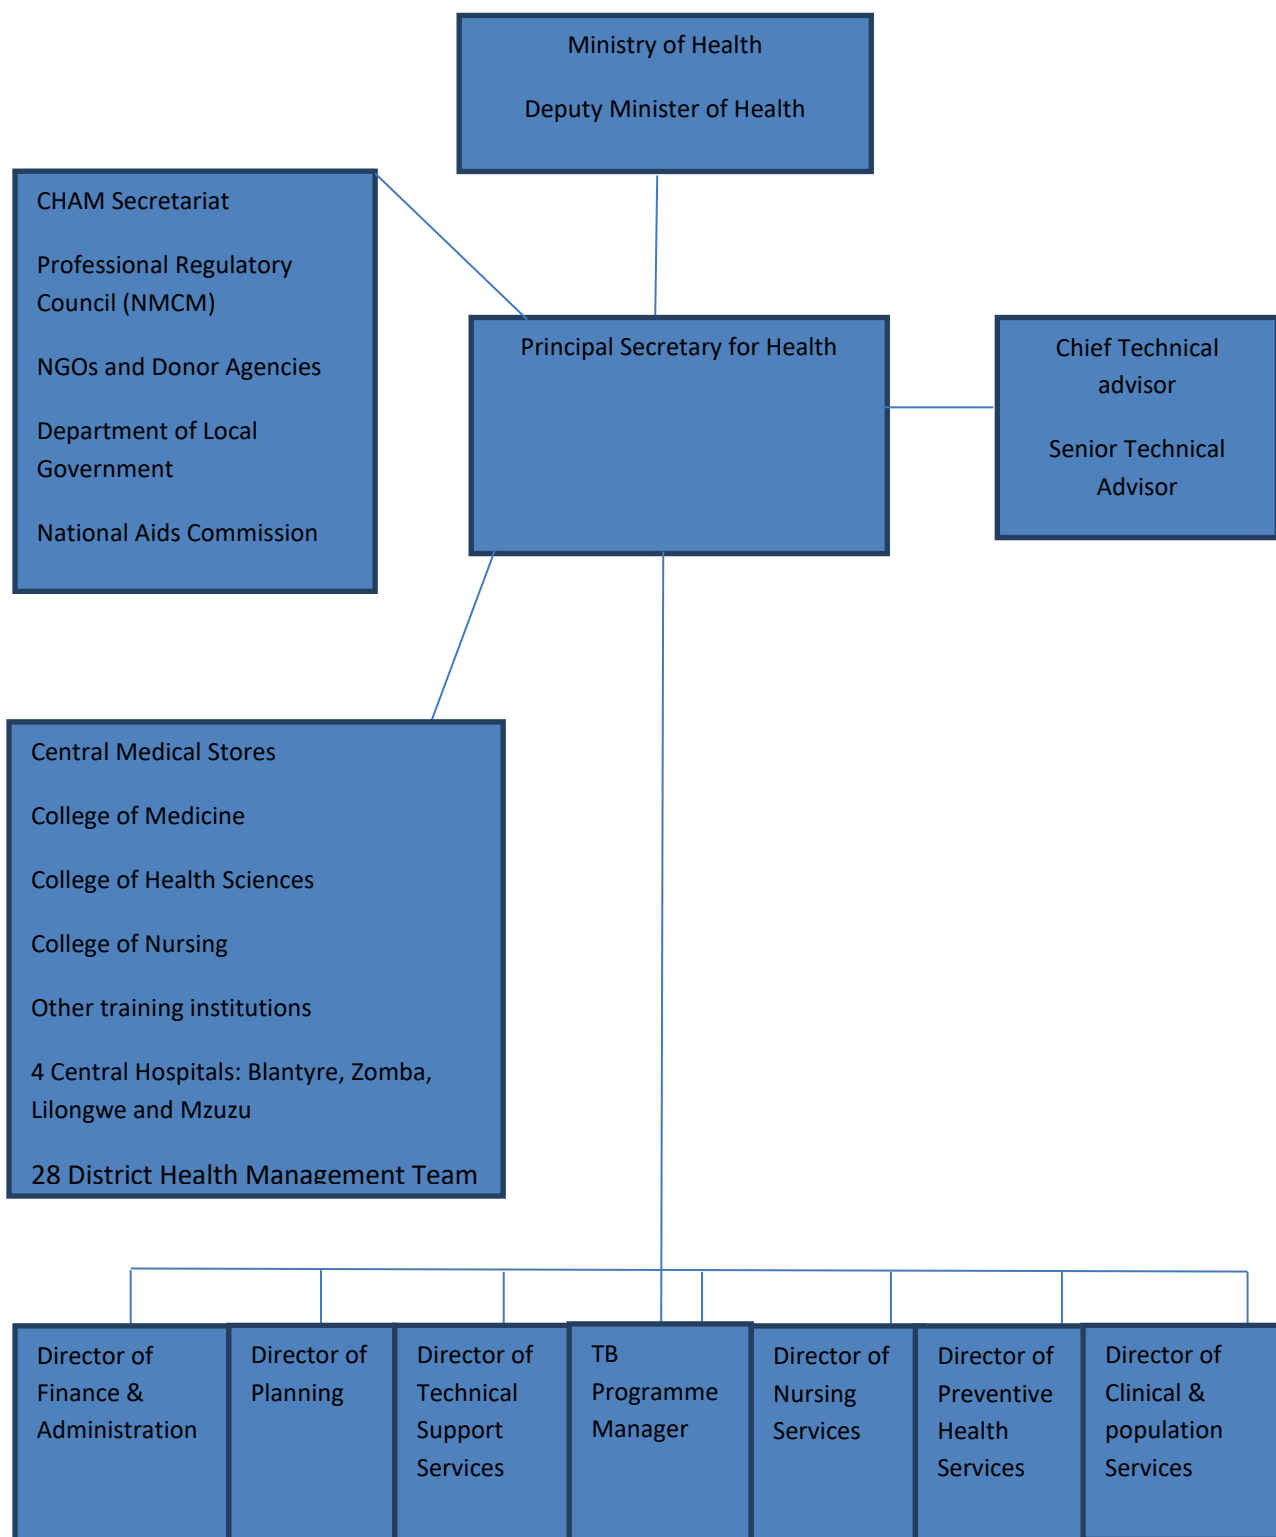 Ministry of Health
Deputy Minister of Health
CHAM Secretariat
Professional Regulatory
Council (NMCM)
NGOs and Donor Agencies
Department of Local
Government
National Aids Commission
Principal Secretary for Health
Chief Technical
advisor
Senior Technical
Advisor
Central Medical Stores
College of Medicine
College of Health Sciences
College of Nursing
Other training institutions
4 Central Hospitals: Blantyre, Zomba,
Lilongwe and Mzuzu
28 District Health Management Team
Director of
Finance &
Administration
Director of
Planning
Director of
Technical
Support
Services
TB
Programme
Manager
Director of
Nursing
Services
Director of
Preventive
Health
Services
Director of
Clinical &
population
Services